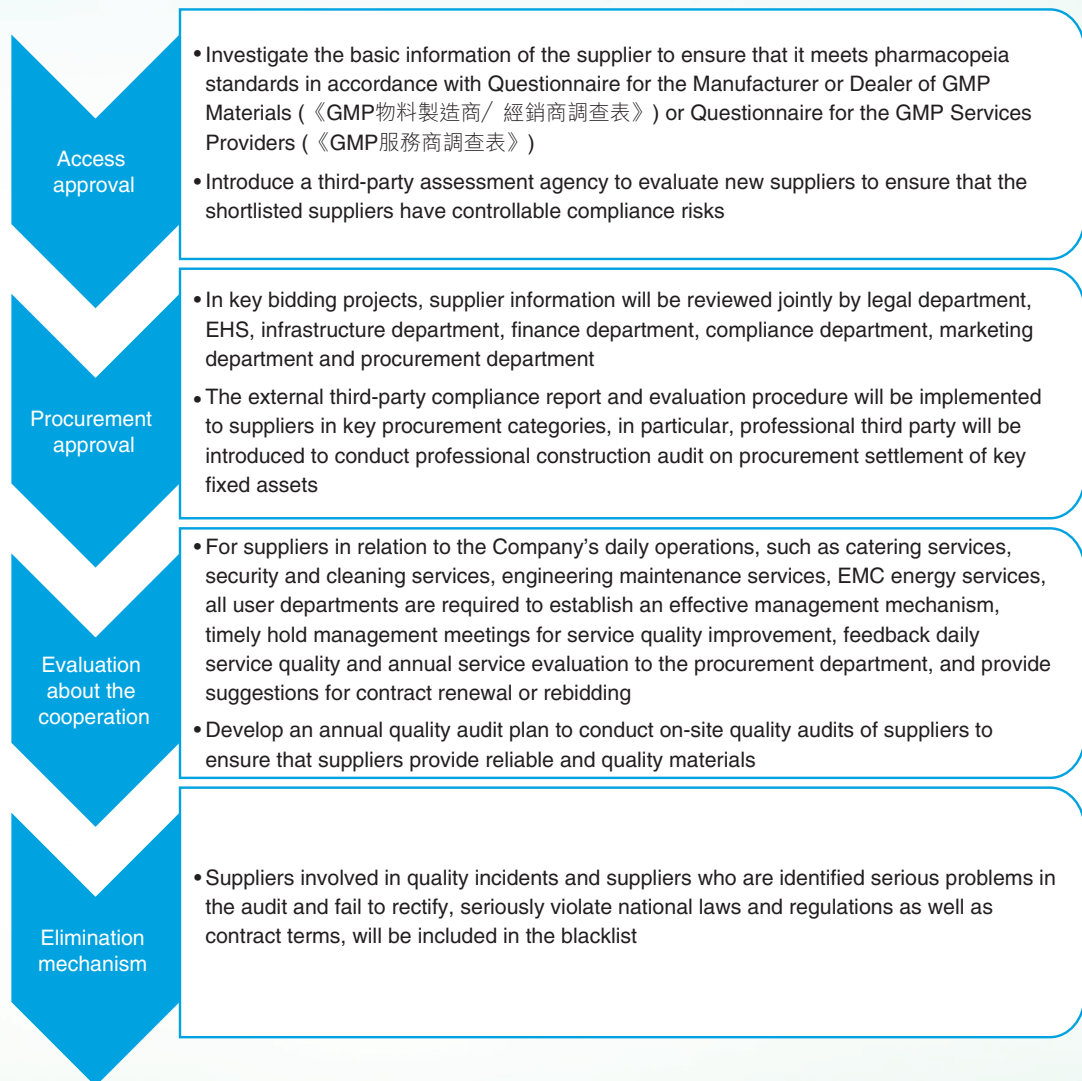 Access
approval
• Investigate the basic information of the supplier to ensure that it meets pharmacopeia
standards in accordance with Questionnaire for the Manufacturer or Dealer of GMP
Materials (《GMP物料製造商/ 經銷商調查表》) or Questionnaire for the GMP Services
Providers (《GMP服務商調查表》)
• Introduce a third-party assessment agency to evaluate new suppliers to ensure that the
shortlisted suppliers have controllable compliance risks
Procurement
approval
• In key bidding projects, supplier information will be reviewed jointly by legal department,
EHS, infrastructure department, finance department, compliance department, marketing
department and procurement department
• The external third-party compliance report and evaluation procedure will be implemented
to suppliers in key procurement categories, in particular, professional third party will be
introduced to conduct professional construction audit on procurement settlement of key
fixed assets
Evaluation
about the
cooperation
• For suppliers in relation to the Company's daily operations, such as catering services,
security and cleaning services, engineering maintenance services, EMC energy services,
all user departments are required to establish an effective management mechanism,
timely hold management meetings for service quality improvement, feedback daily
service quality and annual service evaluation to the procurement department, and provide
suggestions for contract renewal or rebidding
• Develop an annual quality audit plan to conduct on-site quality audits of suppliers to
ensure that suppliers provide reliable and quality materials
Elimination
mechanism
• Suppliers involved in quality incidents and suppliers who are identified serious problems in
the audit and fail to rectify, seriously violate national laws and regulations as well as
contract terms, will be included in the blacklist